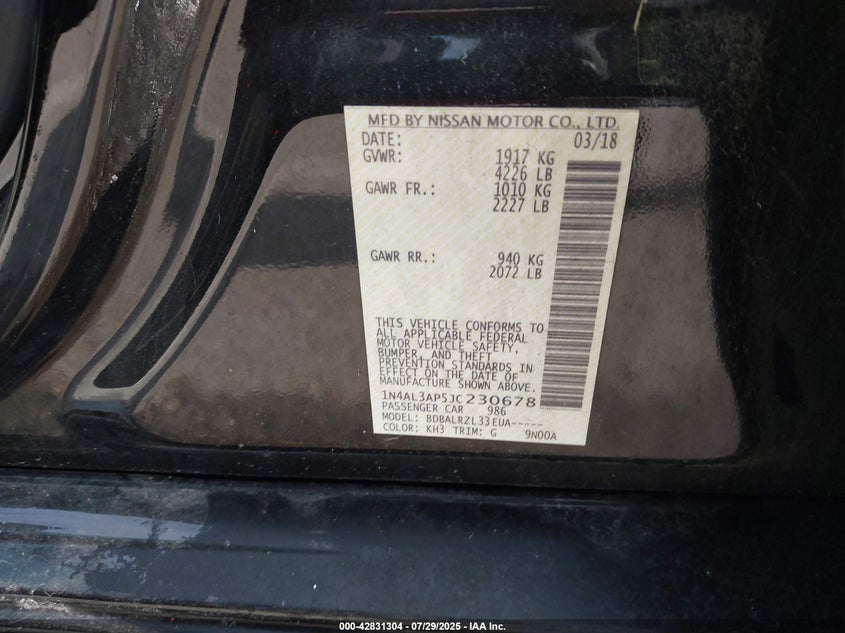 MFD BY NISSAN MOTOR CO., LTD.
DATE: 03/18
GVWR: 1917 KG
4226 LB
GAWR FR.: 1010 KG
2227 LB
GAWR RR.: 940 KG
2072 LB
THIS VEHICLE CONFORMS TO
ALL APPLICABLE FEDERAL
MOTOR VEHICLE SAFETY,
BUMPER, AND THEFT
PREVENTION STANDARDS IN
EFFECT ON THE DATE OF
MANUFACTURE SHOWN ABOVE.
1N4AL3AP5JC230678
PASSENGER CAR 986
MODEL: BDBALRZL33EUA-----
COLOR: KH3 TRIM: G 9N00A
000-42831304 | 07/29/2025 - IAA Inc.